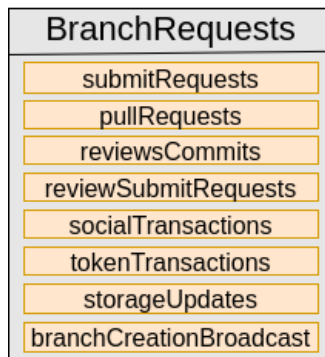 BranchRequests
submitRequests
pullRequests
reviewsCommits
reviewSubmitRequests
socialTransactions
tokenTransactions
storageUpdates
branchCreationBroadcast